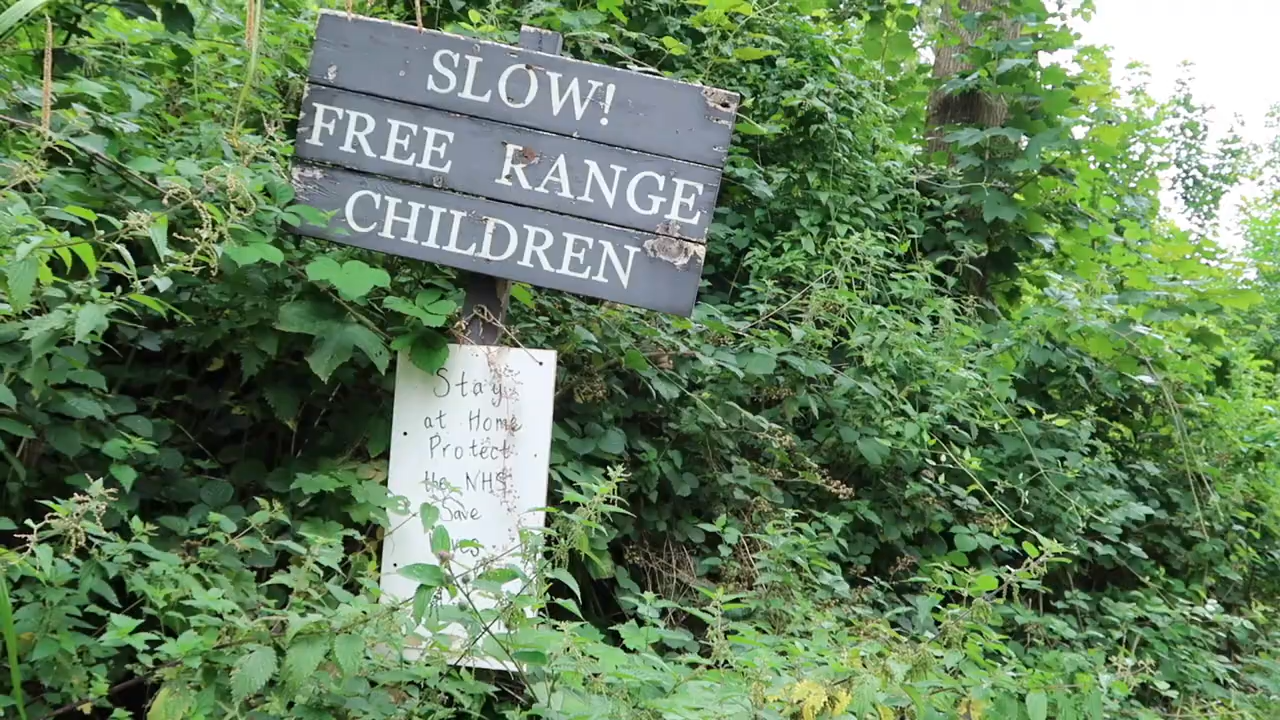 SLOW!
FREE RANGE
CHILDREN
Stay
at Home
Protect
the NHS
Save